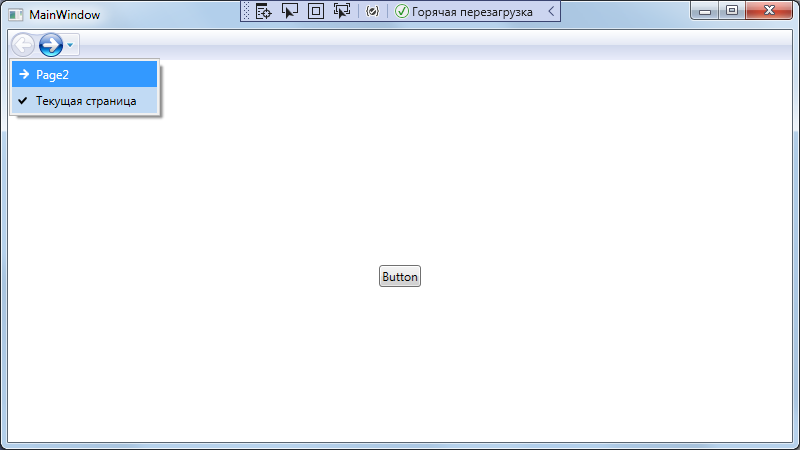 MainWindow
Горячая перезагрузка
Page2
Текущая страница
Button